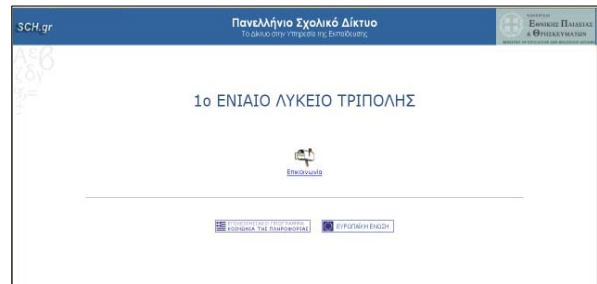 SCH.gr
Πανελλήνιο Σχολικό Δίκτυο
Το Δίκτυο στην Υπηρεσία της Εκπαίδευσης
ΕΘΝΙΚΗΣ ΠΑΙΔΕΙΑΣ
& ΘΡΗΣΚΕΥΜΑΤΩΝ
1ο ΕΝΙΑΙΟ ΛΥΚΕΙΟ ΤΡΙΠΟΛΗΣ
Επικοινωνία
ΚΟΙΝΩΝΙΑ ΤΗΣ ΠΛΗΡΟΦΟΡΙΑΣ
ΕΥΡΩΠΑΪΚΗ ΕΝΩΣΗ